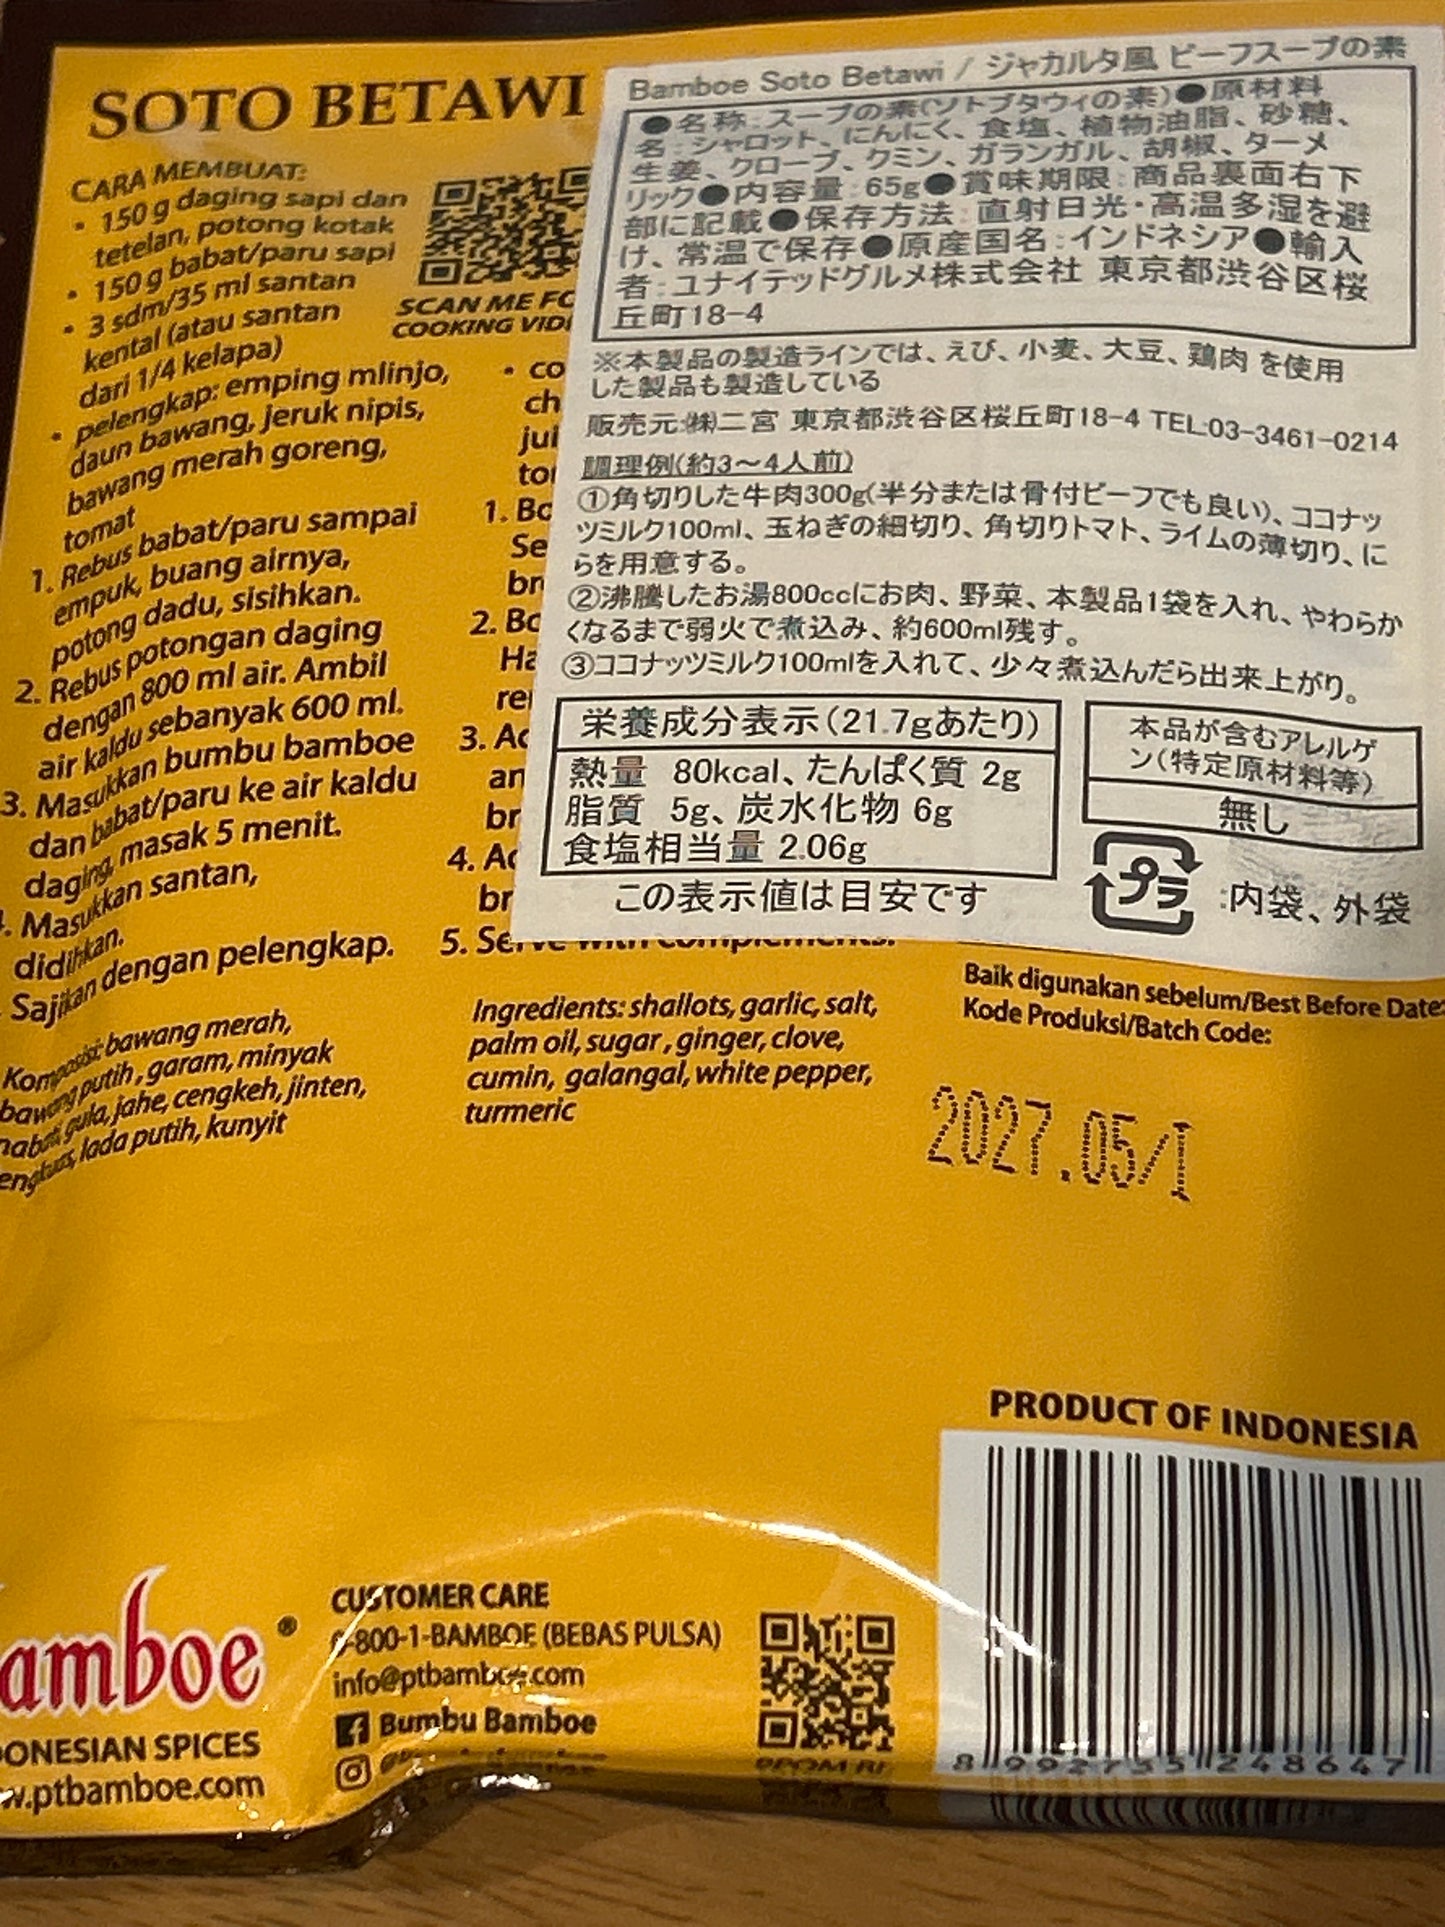 SOTO BETAWI
CARA MEMBUAT:
• 150 g daging sapi dan
tetelan, potong kotak
• 150 g babat/paru sapi
• 3 sdm/35 ml santan
kental (atau santan
dari 1/4 kelapa)
• pelengkap: emping mlinjo,
daun bawang, jeruk nipis,
bawang merah goreng,
tomat
1. Rebus babat/paru sampai
empuk, buang airnya,
potong dadu, sisihkan.
2. Rebus potongan daging
dengan 800 ml air. Ambil
air kaldu sebanyak 600 ml.
3. Masukkan bumbu bamboe
dan babat/paru ke air kaldu
daging, masak 5 menit.
. Masukkan santan,
didihkan.
Sajikan dengan pelengkap.
Komposisi: bawang merah,
bawang putih, garam, minyak
nabati, gula, jahe, cengkeh, jinten,
engkuas, lada putih, kunyit
SCAN ME FO
COOKING VID
• co
ch
jui
to
1. Bo
Se
br
2. Bo
Ha
re
3. Ad
an
br
4. Ad
br
5. Serve with compliments.
Ingredients: shallots, garlic, salt,
palm oil, sugar, ginger, clove,
cumin, galangal, white pepper,
turmeric
Bamboe Soto Betawi / ジャカルタ風 ビーフスープの素
●名称:スープの素(ソトブタウィの素)●原材料
名:シャロット、にんにく、食塩、植物油脂、砂糖、
生姜、クローブ、クミン、ガランガル、胡椒、ターメ
リック●内容量:65g●賞味期限:商品裏面右下
部に記載●保存方法:直射日光・高温多湿を避
け、常温で保存●原産国名:インドネシア●輸入
者:ユナイテッドグルメ株式会社 東京都渋谷区桜
丘町18-4
※本製品の製造ラインでは、えび、小麦、大豆、鶏肉 を使用
した製品も製造している
販売元:㈱二宮 東京都渋谷区桜丘町18-4 TEL:03-3461-0214
調理例(約3～4人前)
①角切りした牛肉300g(半分または骨付ビーフでも良い)、ココナッ
ツミルク100ml、玉ねぎの細切り、角切りトマト、ライムの薄切り、に
らを用意する。
②沸騰したお湯800ccにお肉、野菜、本製品1袋を入れ、やわらか
くなるまで弱火で煮込み、約600ml残す。
③ココナッツミルク100mlを入れて、少々煮込んだら出来上がり。
栄養成分表示(21.7gあたり)
熱量 80kcal、たんぱく質 2g
脂質 5g、炭水化物 6g
食塩相当量 2.06g
この表示値は目安です
本品が含むアレルゲ
ン(特定原材料等)
無し
プラ :内袋、外袋
Baik digunakan sebelum/Best Before Date:
Kode Produksi/Batch Code:
2027.05/1
PRODUCT OF INDONESIA
8 992735 248647
amboe®
ONESIAN SPICES
w.ptbamboe.com
CUSTOMER CARE
0-800-1-BAMBOE (BEBAS PULSA)
info@ptbamboe.com
Bumbu Bamboe
BPOM RI